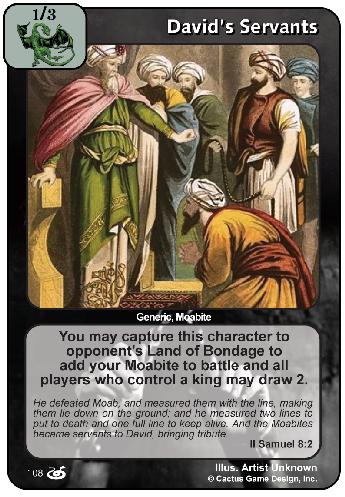 1/3
David's Servants
Generic, Moabite
You may capture this character to
opponent's Land of Bondage to
add your Moabite to battle and all
players who control a king may draw 2.
He defeated Moab, and measured them with the line, making
them lie down on the ground; and he measured two lines to
put to death and one full line to keep alive. And the Moabites
became servants to David, bringing tribute.
II Samuel 8:2
Illus. Artist Unknown
© Cactus Game Design, Inc.